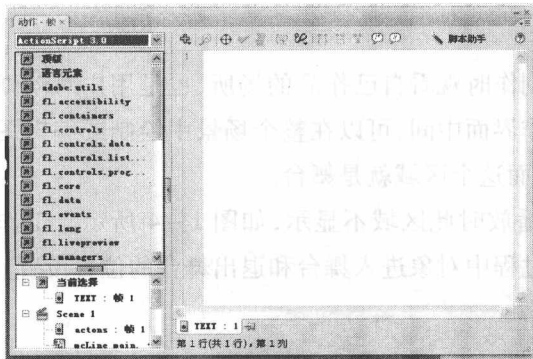 动作 - 帧 ×
ActionScript 3.0
脚本助手
顶级
语言元素
adobe.utils
fl.accessibility
fl.containers
fl.controls
fl.controls.data...
fl.controls.list...
fl.controls.prog...
fl.core
fl.data
fl.events
fl.lang
fl.livepreview
fl.managers
当前选择
TEXT : 帧 1
Scene 1
actons : 帧 1
mcLine main.
TEXT : 1
第 1 行(共 1 行), 第 1 列